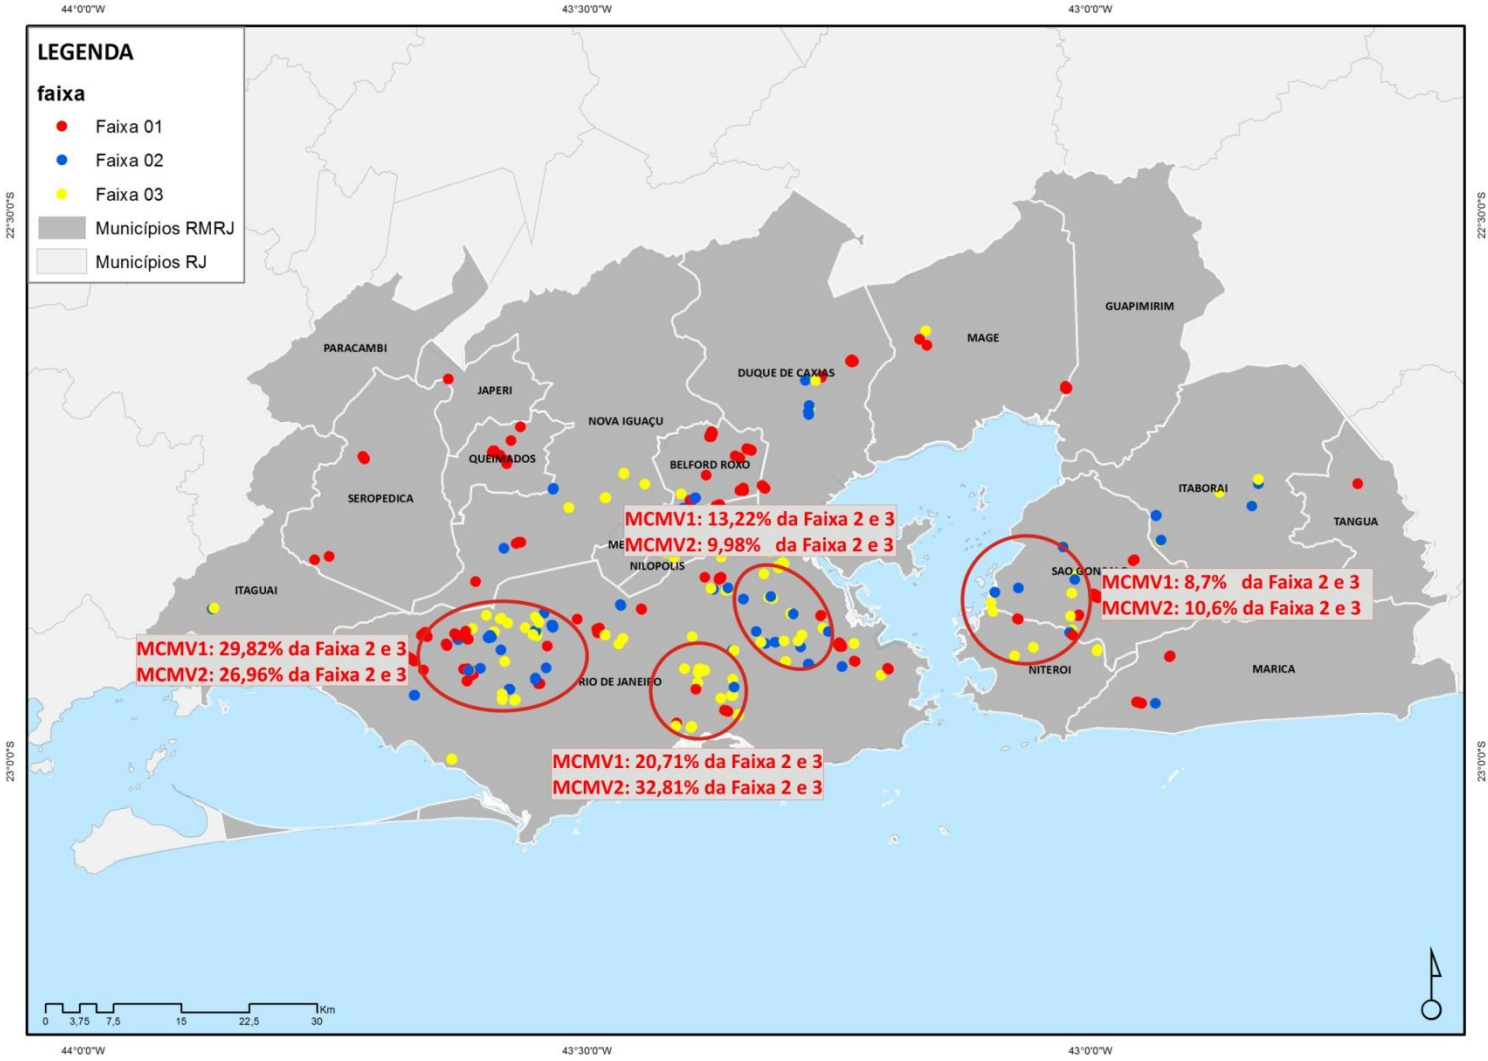 44°0'0"W 43°30'0"W 43°0'0"W
LEGENDA
faixa
Faixa 01
Faixa 02
Faixa 03
Municípios RMRJ
Municípios RJ
22°30'0"S
22°30'0"S
GUAPIMIRIM
MAGE
PARACAMBI
DUQUE DE CAXIAS
JAPERI
NOVA IGUAÇU
QUEIMADOS
BELFORD ROXO
SEROPEDICA
ITABORAI
TANGUA
MCMV1: 13,22% da Faixa 2 e 3
MCMV2: 9,98% da Faixa 2 e 3
NILOPOLIS
SAO GONÇALO
MCMV1: 8,7% da Faixa 2 e 3
MCMV2: 10,6% da Faixa 2 e 3
ITAGUAI
MCMV1: 29,82% da Faixa 2 e 3
MCMV2: 26,96% da Faixa 2 e 3
RIO DE JANEIRO
NITEROI
MARICA
MCMV1: 20,71% da Faixa 2 e 3
MCMV2: 32,81% da Faixa 2 e 3
23°0'0"S
23°0'0"S
Km
0 3,75 7,5 15 22,5 30
44°0'0"W 43°30'0"W 43°0'0"W